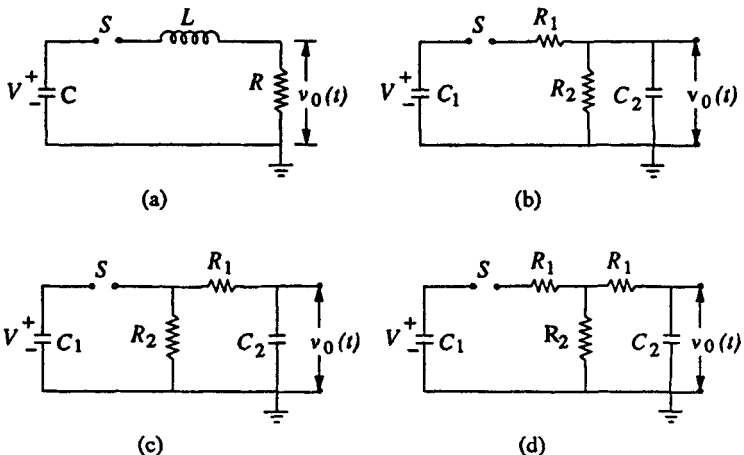 S L
V + - C R v0(t)
(a)
S R1
V + - C1 R2 C2 v0(t)
(b)
S R1
V + - C1 R2 C2 v0(t)
(c)
S R1 R1
V + - C1 R2 C2 v0(t)
(d)